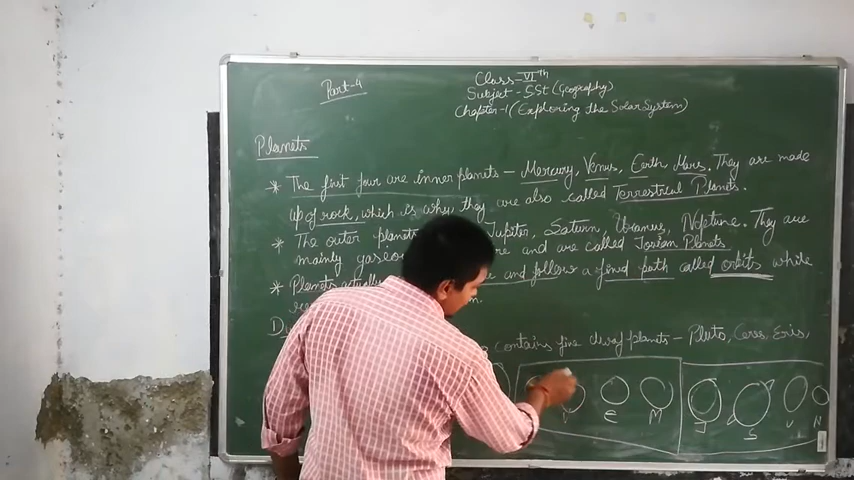 Part-4
Class-VIth
Subject - SSt (Geography)
Chapter-1 (Exploring the Solar System)
Planets
* The first four are inner planets - Mercury, Venus, Earth, Mars. They are made
up of rock, which is why they are also called Terrestrial Planets.
* The outer planets Jupiter, Saturn, Uranus, Neptune. They are
mainly and are called Jovian Planets
* Planets actually and follows a fixed path called orbits while
contains five dwarf planets - Pluto, Ceres, Eris,
V E M J S U N